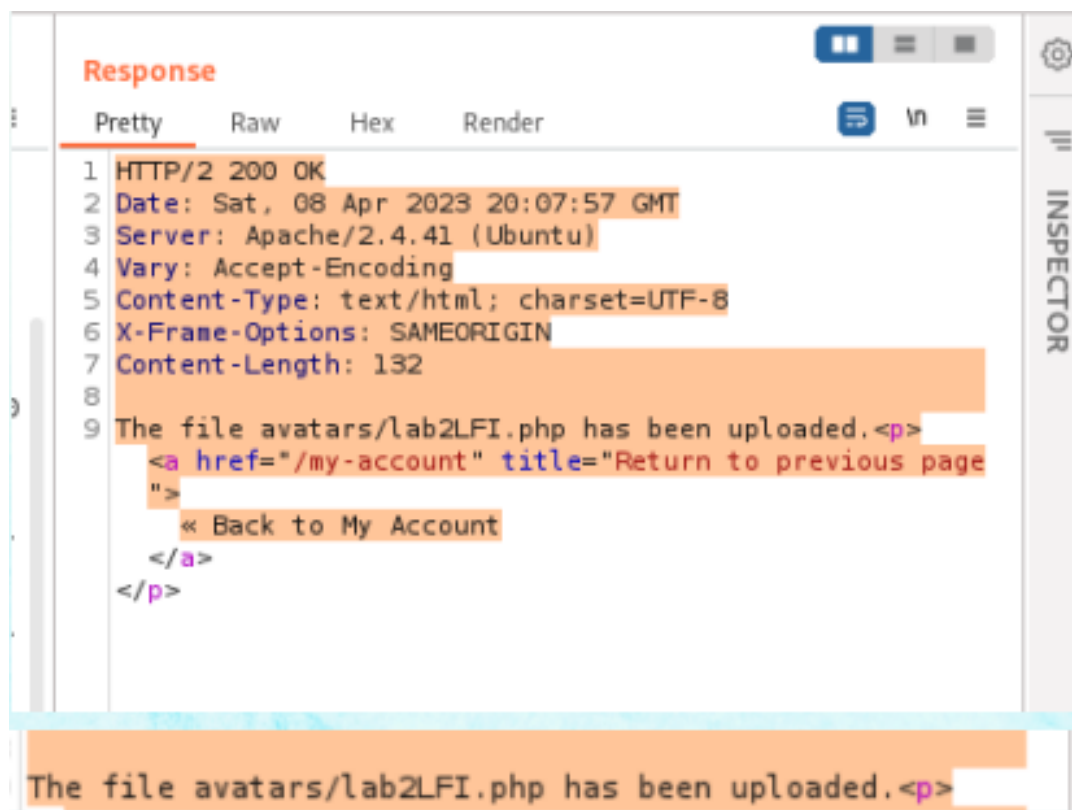 Response
Pretty Raw Hex Render \n
INSPECTOR
1 HTTP/2 200 OK
2 Date: Sat, 08 Apr 2023 20:07:57 GMT
3 Server: Apache/2.4.41 (Ubuntu)
4 Vary: Accept-Encoding
5 Content-Type: text/html; charset=UTF-8
6 X-Frame-Options: SAMEORIGIN
7 Content-Length: 132
8
9 The file avatars/lab2LFI.php has been uploaded.<p>
<a href="/my-account" title="Return to previous page
">
« Back to My Account
</a>
</p>
The file avatars/lab2LFI.php has been uploaded.<p>